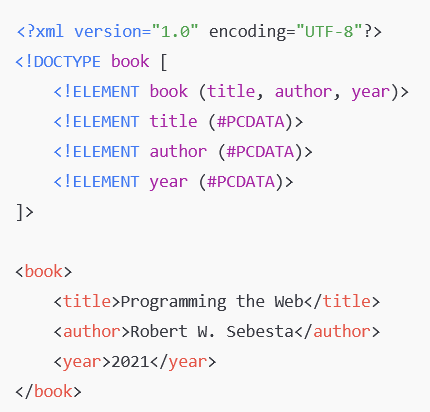 <?xml version="1.0" encoding="UTF-8"?>
<!DOCTYPE book [
    <!ELEMENT book (title, author, year)>
    <!ELEMENT title (#PCDATA)>
    <!ELEMENT author (#PCDATA)>
    <!ELEMENT year (#PCDATA)>
]>

<book>
    <title>Programming the Web</title>
    <author>Robert W. Sebesta</author>
    <year>2021</year>
</book>